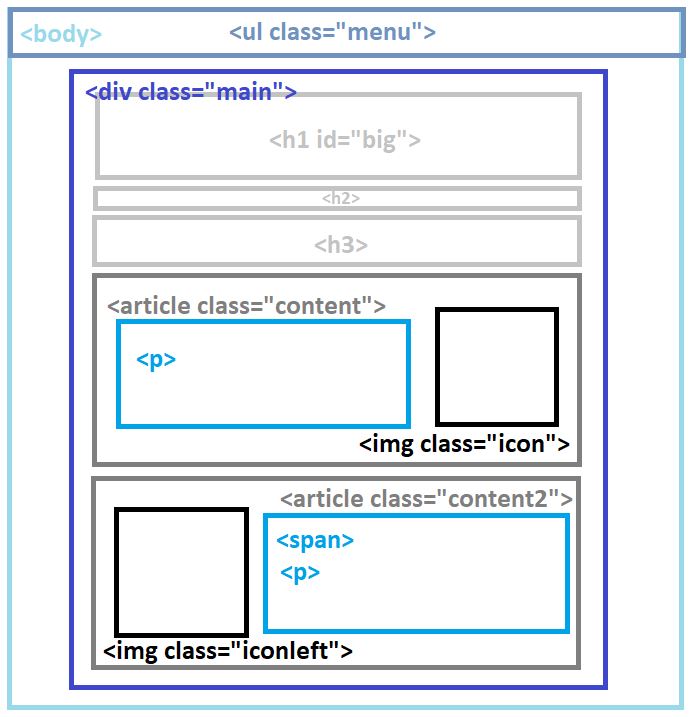 <body>
<ul class="menu">
<div class="main">
<h1 id="big">
<h2>
<h3>
<article class="content">
<p>
<img class="icon">
<article class="content2">
<span>
<p>
<img class="iconleft">